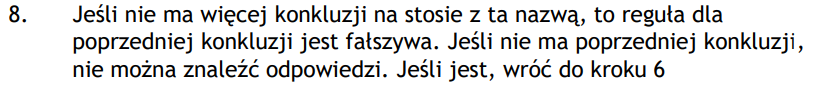 8. Jeśli nie ma więcej konkluzji na stosie z ta nazwą, to reguła dla
poprzedniej konkluzji jest fałszywa. Jeśli nie ma poprzedniej konkluzji,
nie można znaleźć odpowiedzi. Jeśli jest, wróć do kroku 6